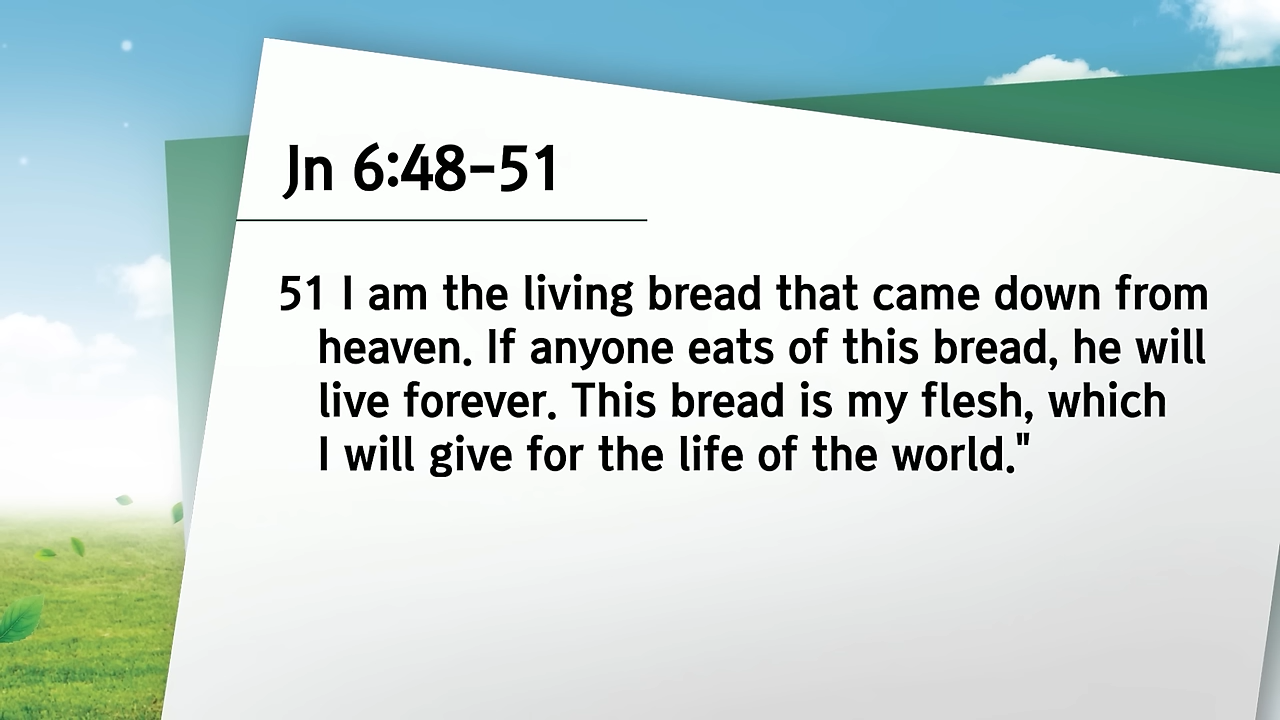 Jn 6:48-51
51 I am the living bread that came down from
heaven. If anyone eats of this bread, he will
live forever. This bread is my flesh, which
I will give for the life of the world."